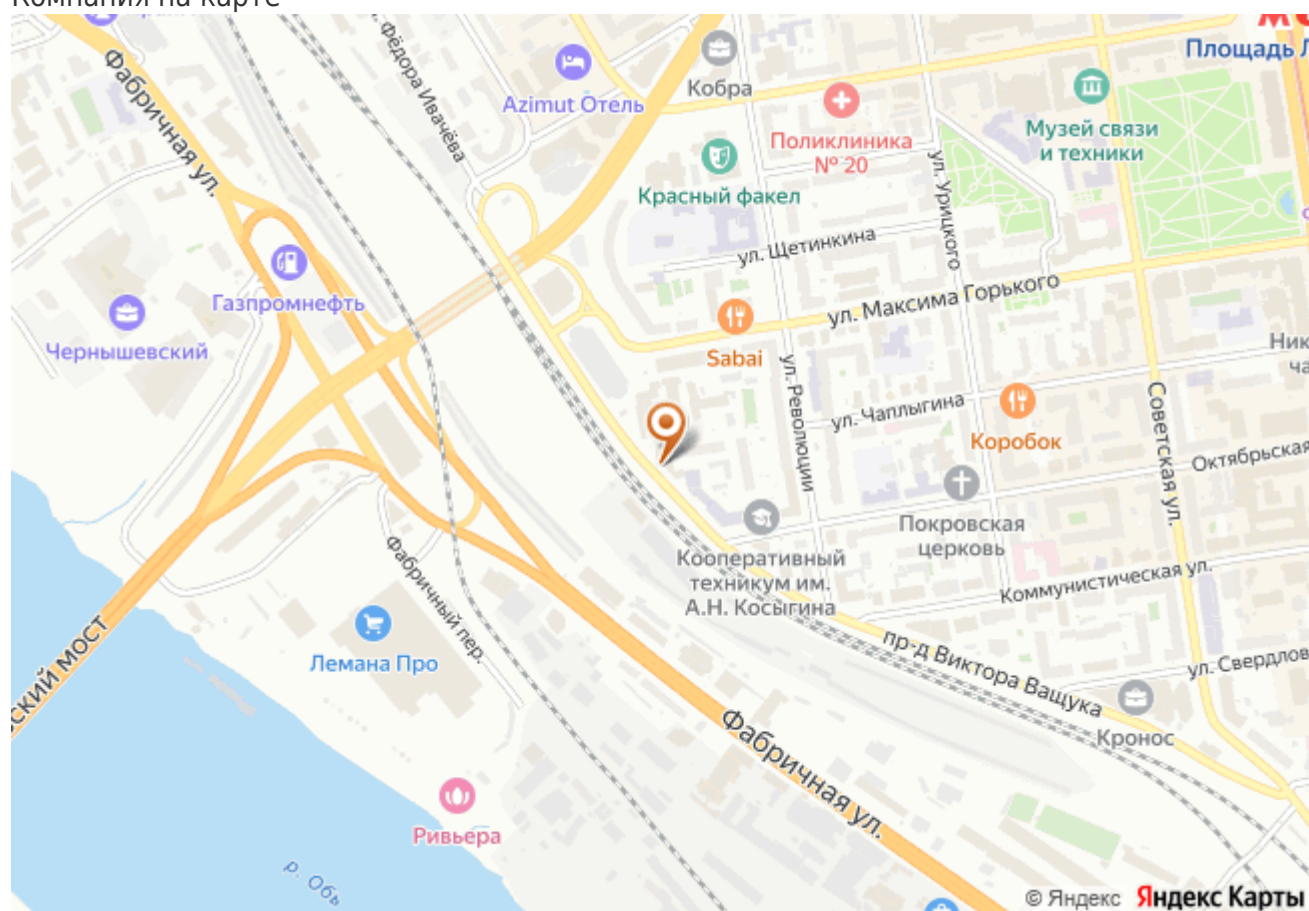 Компания на карте
Площадь
Фабричная ул.
Фёдора Ивачёва
Azimut Отель
Кобра
Поликлиника
№ 20
Музей связи
и техники
Красный факел
ул. Урицкого
ул. Щетинкина
Газпромнефть
ул. Максима Горького
Чернышевский
Sabai
ул. Революции
ул. Чаплыгина
Коробок
Советская ул.
Октябрьская
Покровская
церковь
Кооперативный
техникум им.
А.Н. Косыгина
Коммунистическая ул.
Фабричный пер.
Лемана Про
ский мост
пр-д Виктора Ващука
ул. Свердлов
Кронос
Фабричная ул.
Ривьера
р. Обь
© Яндекс Яндекс Карты